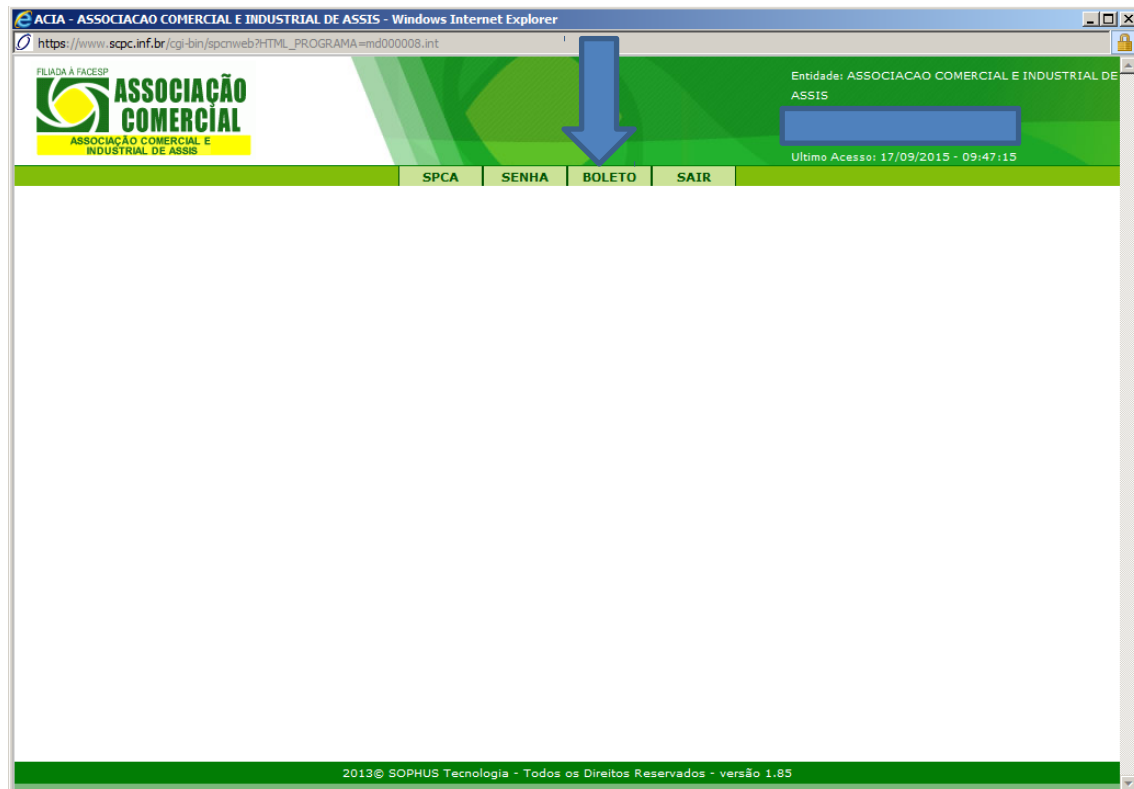 ACIA - ASSOCIACAO COMERCIAL E INDUSTRIAL DE ASSIS - Windows Internet Explorer
https://www.scpc.inf.br/cgi-bin/spcnweb?HTML_PROGRAMA=md000008.int
FILIADA À FACESP
ASSOCIAÇÃO
COMERCIAL
ASSOCIAÇÃO COMERCIAL E
INDUSTRIAL DE ASSIS
Entidade: ASSOCIACAO COMERCIAL E INDUSTRIAL DE
ASSIS
Ultimo Acesso: 17/09/2015 - 09:47:15
SPCA SENHA BOLETO SAIR
2013© SOPHUS Tecnologia - Todos os Direitos Reservados - versão 1.85